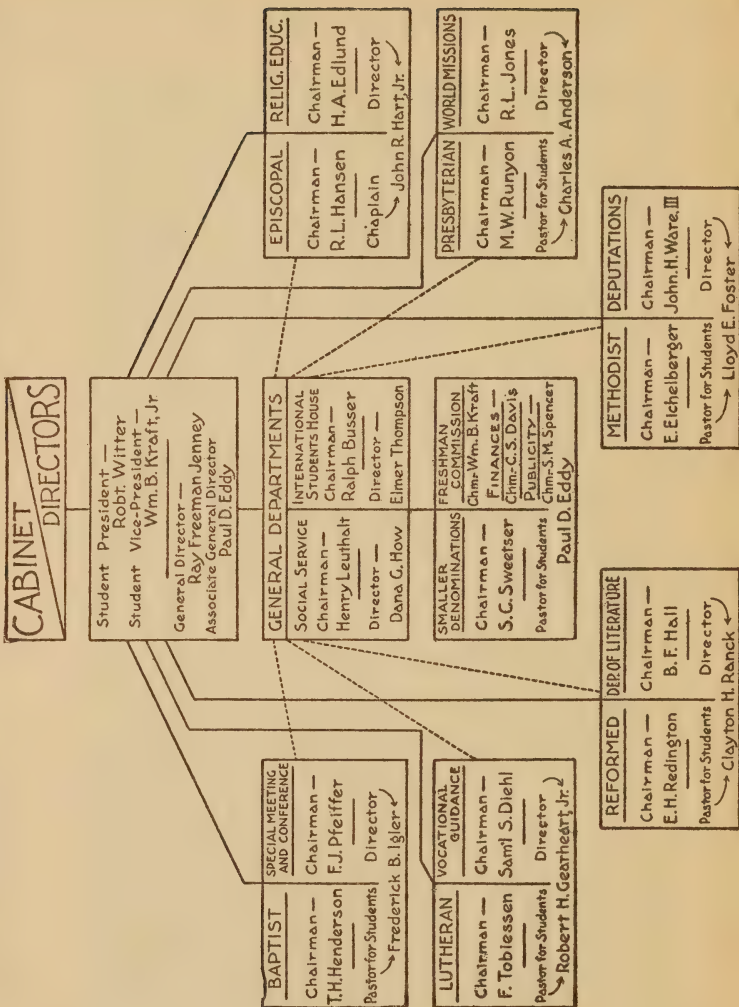 CABINET
DIRECTORS
Student President —
Robt. Witter
Student Vice-President —
Wm. B. Kraft, Jr
General Director —
Ray Freeman Jenney
Associate General Director
Paul D. Eddy
BAPTIST
Chairman —
T.H. Henderson
Pastor for Students
SPECIAL MEETING
AND CONFERENCE
Chairman —
F.J. Pfeiffer
Director
Frederick B. Igler
GENERAL DEPARTMENTS
SOCIAL SERVICE
Chairman —
Henry Leuthalt
Director —
Dana G. How
INTERNATIONAL
STUDENTS HOUSE
Chairman —
Ralph Busser
Director —
Elmer Thompson
EPISCOPAL
Chairman —
R.L. Hansen
Chaplain
RELIG. EDUC.
Chairman —
H.A. Edlund
Director
John R. Hart, Jr.
LUTHERAN
Chairman —
F. Tobiessen
Pastor for Students
VOCATIONAL
GUIDANCE
Chairman —
Sam'l S. Diehl
Director
Robert H. Gearheart, Jr.
SMALLER
DENOMINATIONS
Chairman —
S.C. Sweetser
Pastor for Students
FRESHMAN
COMMISSION
Chm:- Wm. B. Kraft
FINANCES —
Chm:- C.S. Davis
PUBLICITY —
Chm:- S.M. Spencer
Paul D. Eddy
PRESBYTERIAN
Chairman —
M.W. Runyon
Pastor for Students
WORLD MISSIONS
Chairman —
R.L. Jones
Director
Charles A. Anderson
REFORMED
Chairman —
E.H. Redington
Pastor for Students
DEP. OF LITERATURE
Chairman —
B.F. Hall
Director
Clayton H. Ranck
METHODIST
Chairman —
E. Eichelberger
Pastor for Students
DEPUTATIONS
Chairman —
John. H. Ware, III
Director
Lloyd E. Foster